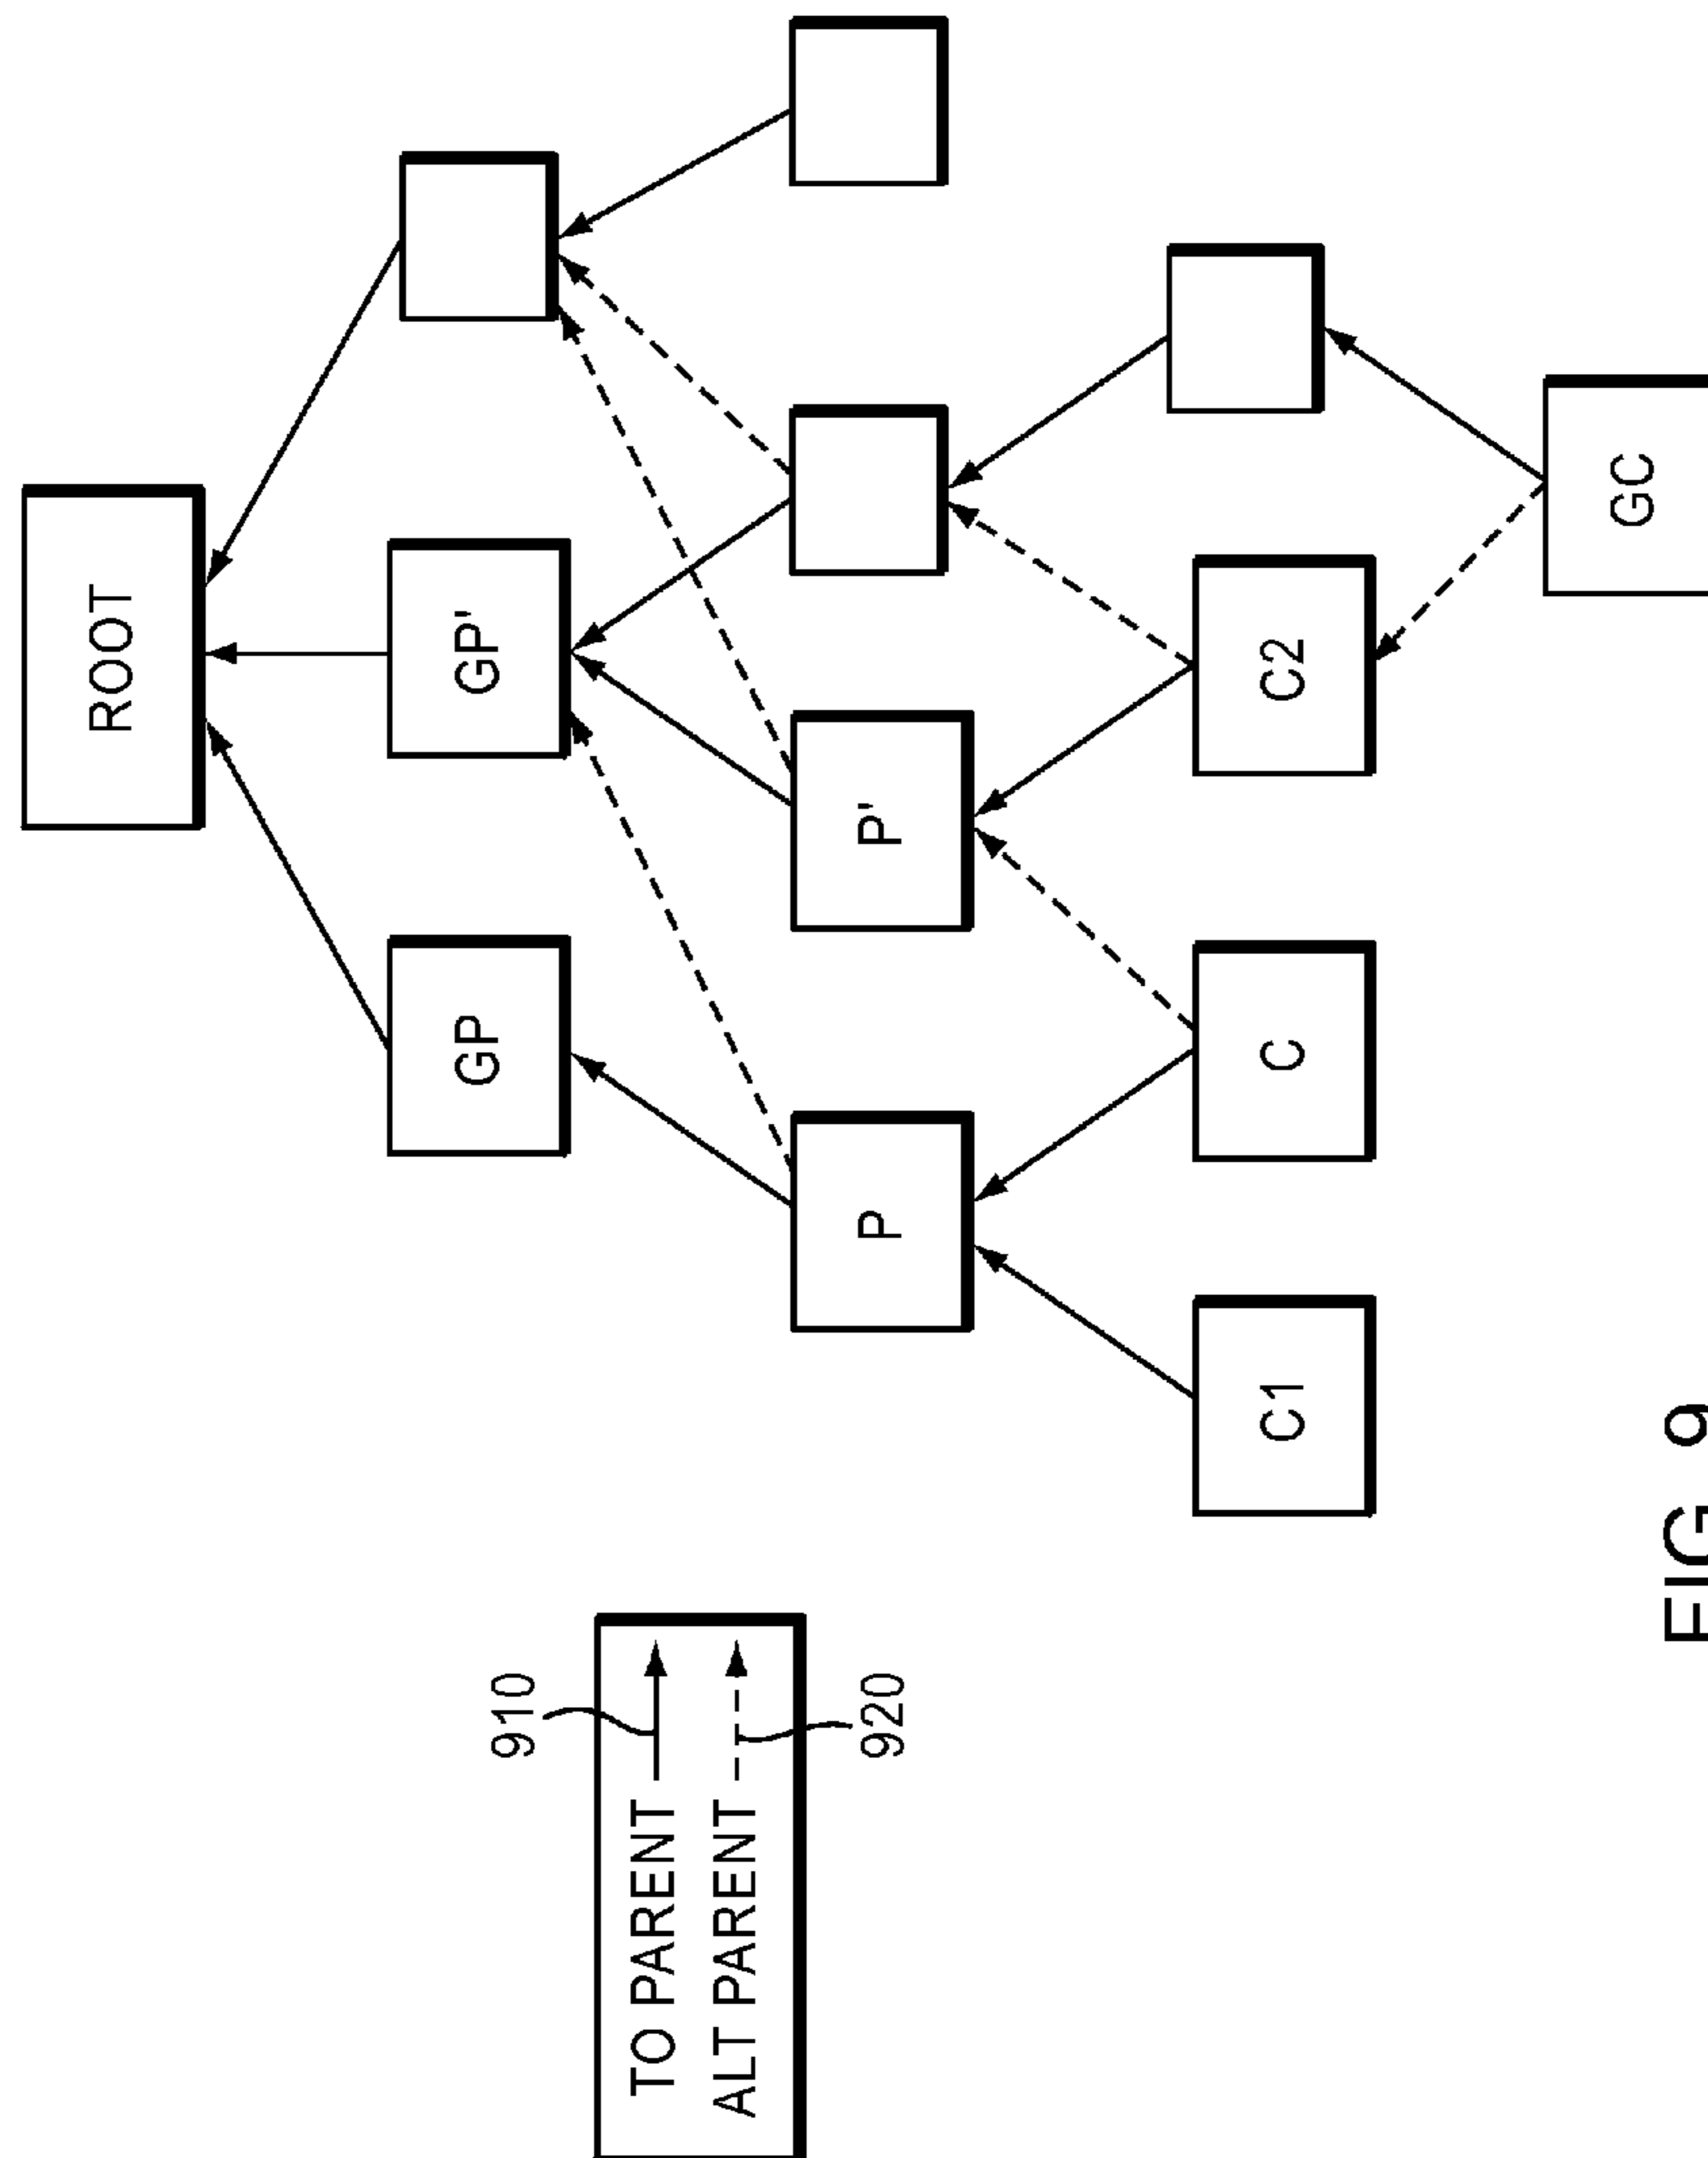 ROOT
GP
GP'
P
P'
C1
C
C2
GC
910
TO PARENT
ALT PARENT
920
FIG. 9